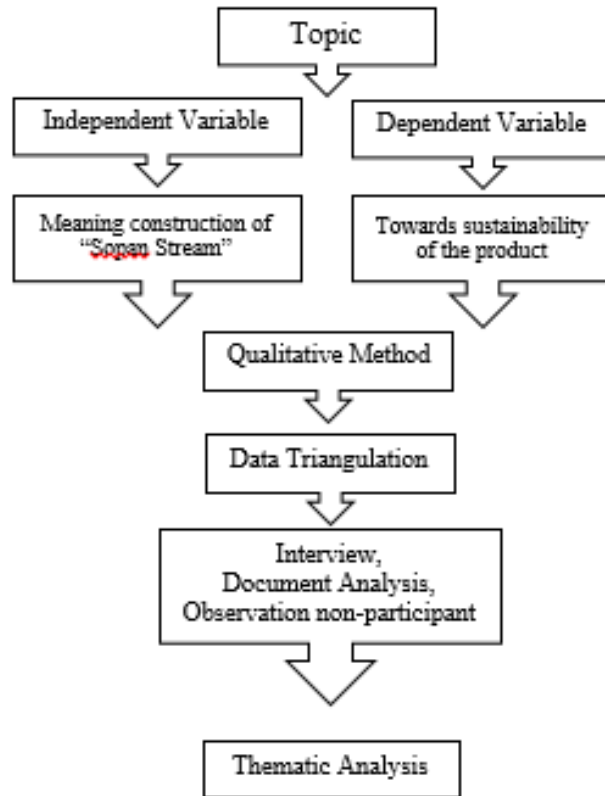 Topic
Independent Variable
Dependent Variable
Meaning construction of
“Sopan Stream”
Towards sustainability
of the product
Qualitative Method
Data Triangulation
Interview,
Document Analysis,
Observation non-participant
Thematic Analysis